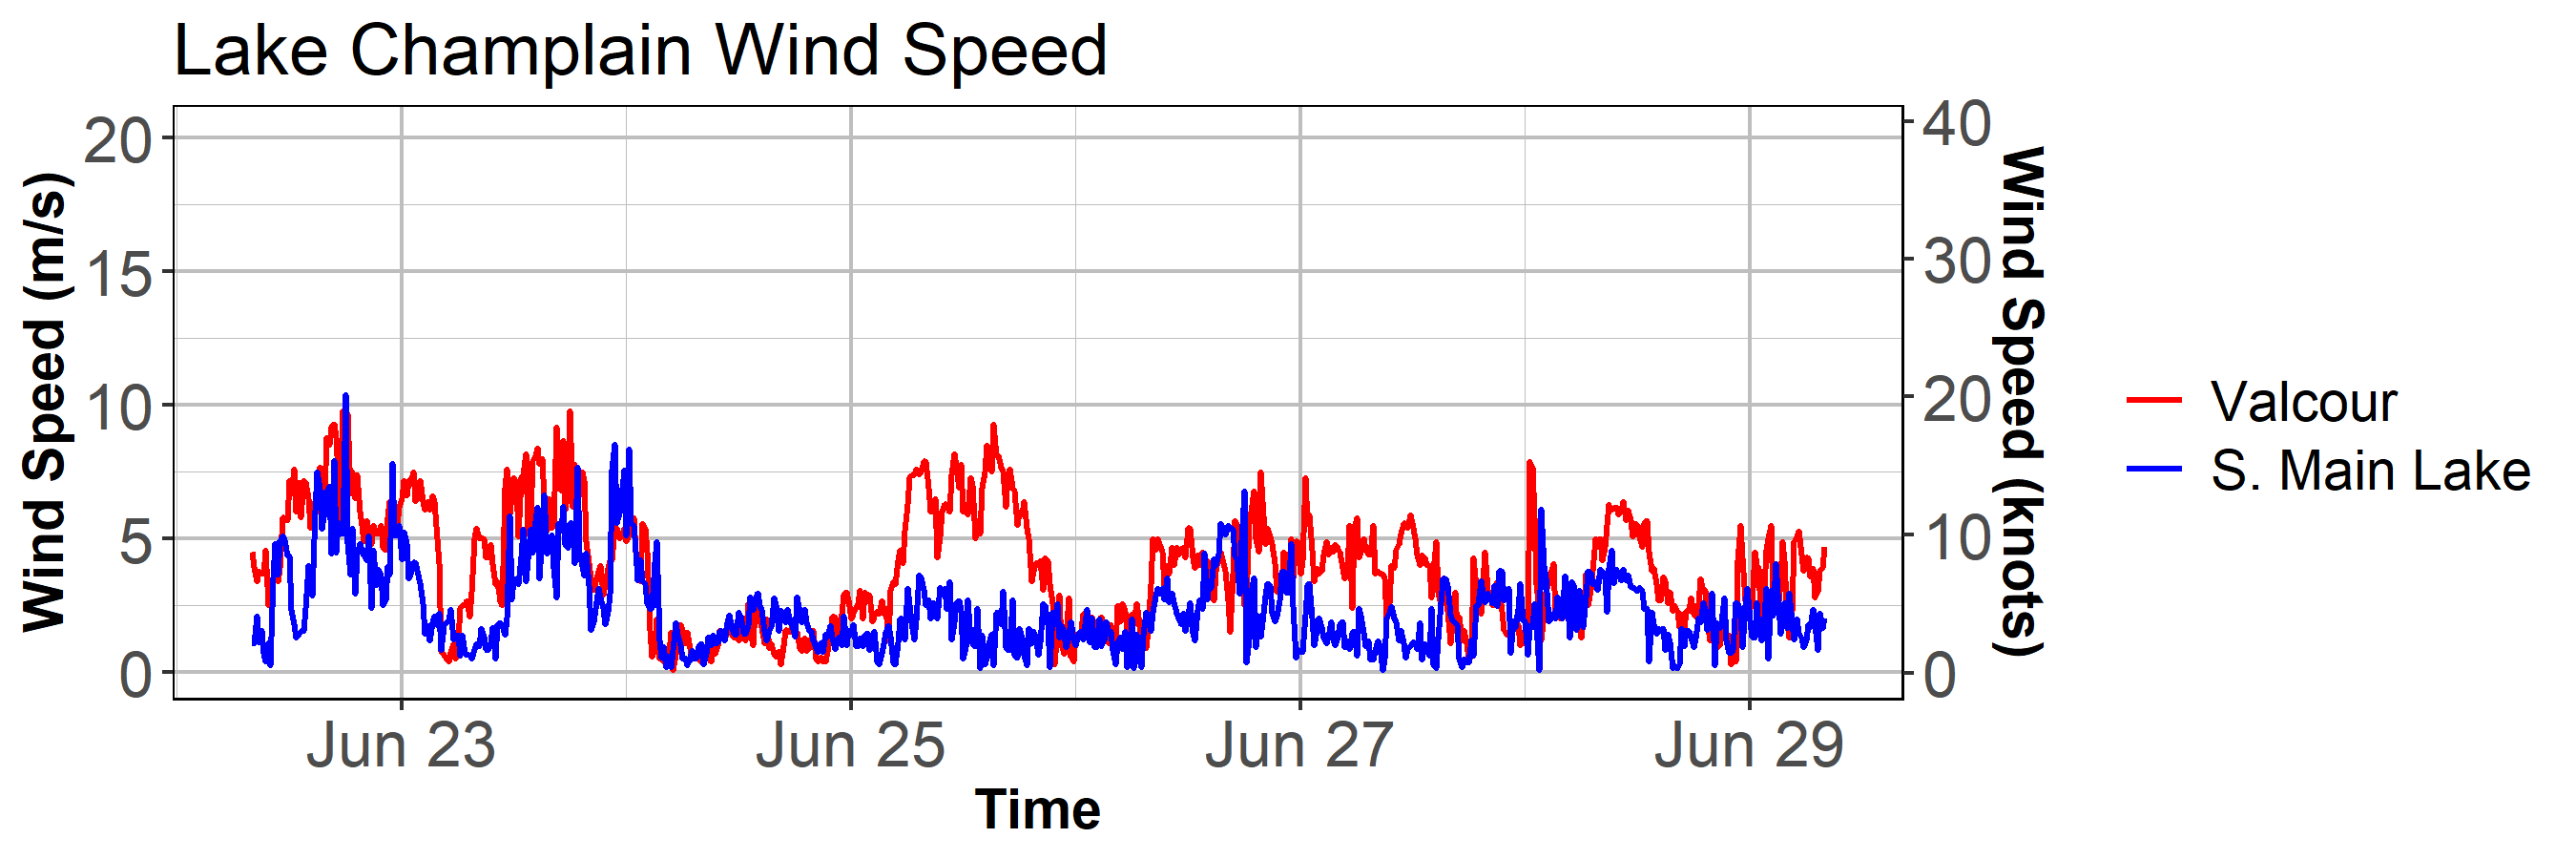 Lake Champlain Wind Speed
Wind Speed (m/s)
20
15
10
5
0
40
30
20
10
0
Wind Speed (knots)
Jun 23
Jun 25
Jun 27
Jun 29
Time
Valcour
S. Main Lake